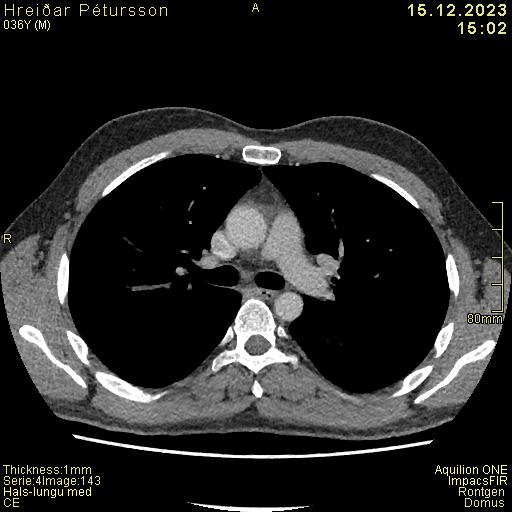 Hreiðar Pétursson
036Y (M)
A
15.12.2023
15:02
R
80mm
Thickness:1mm
Serie:4Image:143
Hals-lungu med
CE
Aquilion ONE
ImpacsFIR
Rontgen
Domus